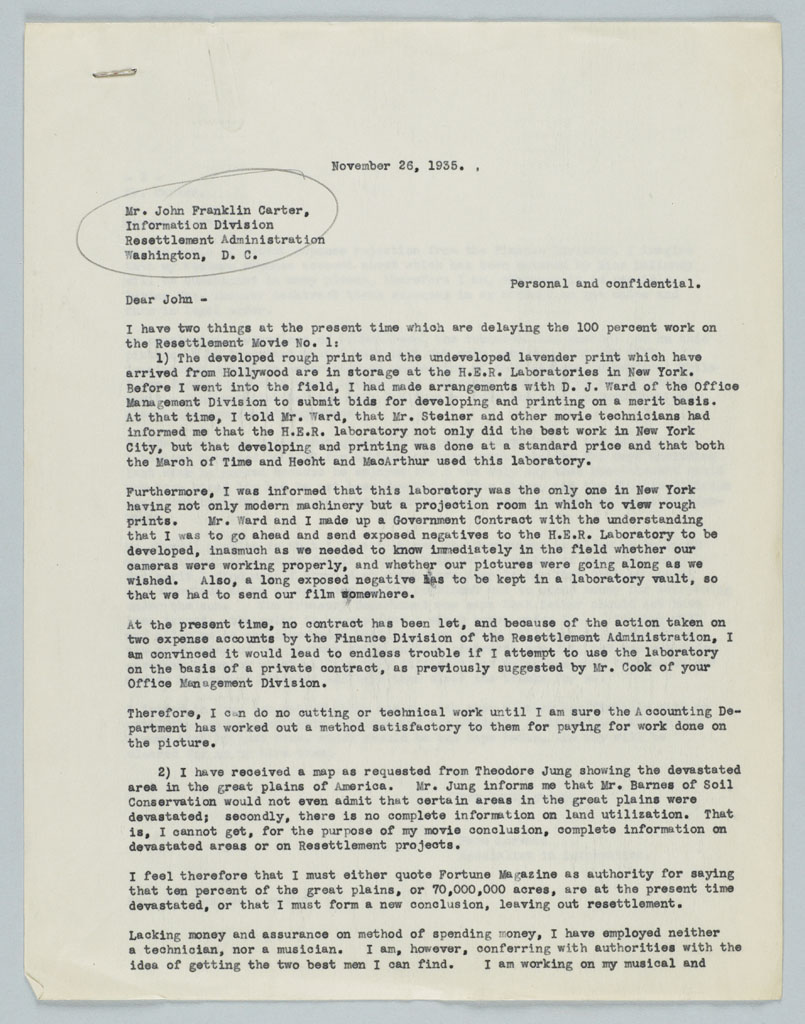 November 26, 1935. ,
Mr. John Franklin Carter,
Information Division
Resettlement Administration
Washington, D. C.
Personal and confidential.
Dear John -
I have two things at the present time which are delaying the 100 percent work on
the Resettlement Movie No. 1:
1) The developed rough print and the undeveloped lavender print which have
arrived from Hollywood are in storage at the H.E.R. Laboratories in New York.
Before I went into the field, I had made arrangements with D. J. Ward of the Office
Management Division to submit bids for developing and printing on a merit basis.
At that time, I told Mr. Ward, that Mr. Steiner and other movie technicians had
informed me that the H.E.R. laboratory not only did the best work in New York
City, but that developing and printing was done at a standard price and that both
the March of Time and Hecht and MacArthur used this laboratory.
Furthermore, I was informed that this laboratory was the only one in New York
having not only modern machinery but a projection room in which to view rough
prints. Mr. Ward and I made up a Government Contract with the understanding
that I was to go ahead and send exposed negatives to the H.E.R. Laboratory to be
developed, inasmuch as we needed to know immediately in the field whether our
cameras were working properly, and whether our pictures were going along as we
wished. Also, a long exposed negative has to be kept in a laboratory vault, so
that we had to send our film somewhere.
At the present time, no contract has been let, and because of the action taken on
two expense accounts by the Finance Division of the Resettlement Administration, I
am convinced it would lead to endless trouble if I attempt to use the laboratory
on the basis of a private contract, as previously suggested by Mr. Cook of your
Office Management Division.
Therefore, I can do no cutting or technical work until I am sure the Accounting De-
partment has worked out a method satisfactory to them for paying for work done on
the picture.
2) I have received a map as requested from Theodore Jung showing the devastated
area in the great plains of America. Mr. Jung informs me that Mr. Barnes of Soil
Conservation would not even admit that certain areas in the great plains were
devastated; secondly, there is no complete information on land utilization. That
is, I cannot get, for the purpose of my movie conclusion, complete information on
devastated areas or on Resettlement projects.
I feel therefore that I must either quote Fortune Magazine as authority for saying
that ten percent of the great plains, or 70,000,000 acres, are at the present time
devastated, or that I must form a new conclusion, leaving out resettlement.
Lacking money and assurance on method of spending money, I have employed neither
a technician, nor a musician. I am, however, conferring with authorities with the
idea of getting the two best men I can find. I am working on my musical and